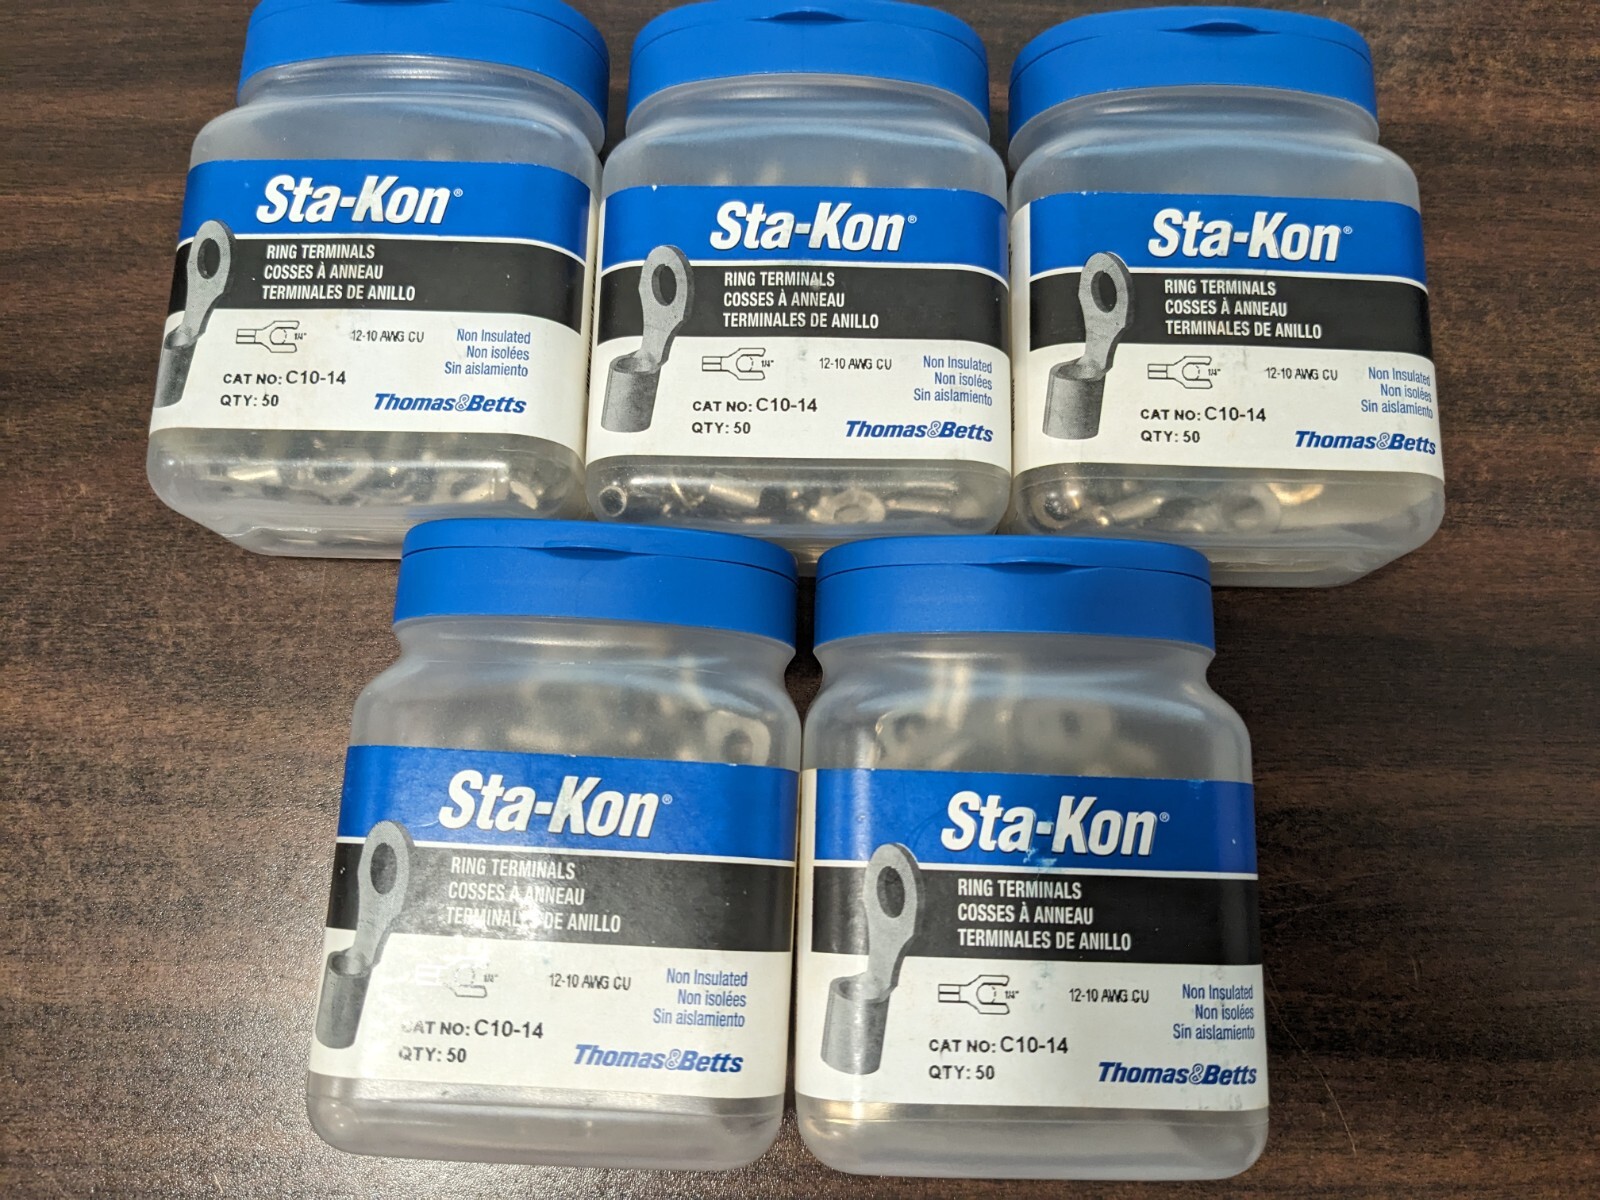 Sta-Kon®
RING TERMINALS
COSSES À ANNEAU
TERMINALES DE ANILLO
1/4"
12-10 AWG CU
Non Insulated
Non isolées
Sin aislamiento
CAT NO: C10-14
QTY: 50
Thomas&Betts
Sta-Kon®
RING TERMINALS
COSSES À ANNEAU
TERMINALES DE ANILLO
1/4"
12-10 AWG CU
Non Insulated
Non isolées
Sin aislamiento
CAT NO: C10-14
QTY: 50
Thomas&Betts
Sta-Kon®
RING TERMINALS
COSSES À ANNEAU
TERMINALES DE ANILLO
1/4"
12-10 AWG CU
Non Insulated
Non isolées
Sin aislamiento
CAT NO: C10-14
QTY: 50
Thomas&Betts
Sta-Kon®
RING TERMINALS
COSSES À ANNEAU
TERMINALES DE ANILLO
1/4"
12-10 AWG CU
Non Insulated
Non isolées
Sin aislamiento
CAT NO: C10-14
QTY: 50
Thomas&Betts
Sta-Kon®
RING TERMINALS
COSSES À ANNEAU
TERMINALES DE ANILLO
1/4"
12-10 AWG CU
Non Insulated
Non isolées
Sin aislamiento
CAT NO: C10-14
QTY: 50
Thomas&Betts